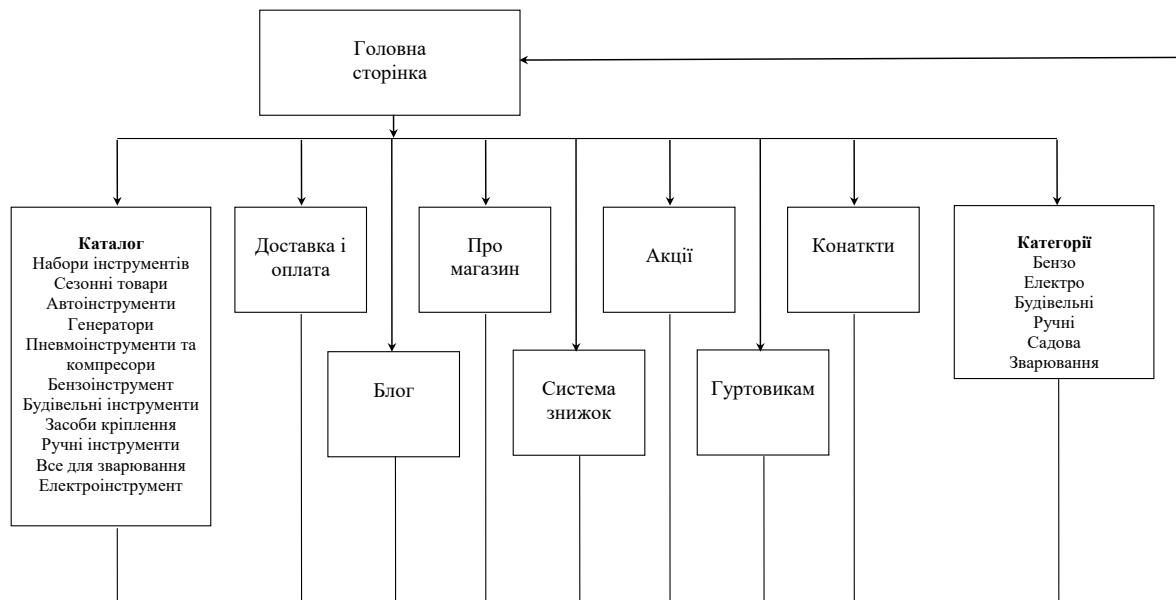 Головна
сторінка
Каталог
Набори інструментів
Сезонні товари
Автоінструменти
Генератори
Пневмоінструменти та
компресори
Бензоінструмент
Будівельні інструменти
Засоби кріплення
Ручні інструменти
Все для зварювання
Електроінструмент
Доставка і
оплата
Блог
Про
магазин
Система
знижок
Акції
Гуртовикам
Конаткти
Категорії
Бензо
Електро
Будівельні
Ручні
Садова
Зварювання